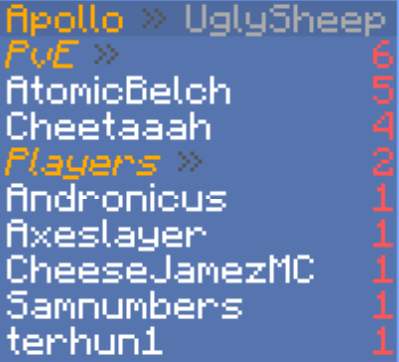 Apollo » UglySheep
PvE » 6
AtomicBelch 5
Cheetaaah 4
Players » 2
Andronicus 1
Axeslayer 1
CheeseJamezMC 1
Samnumbers 1
terhun1 1